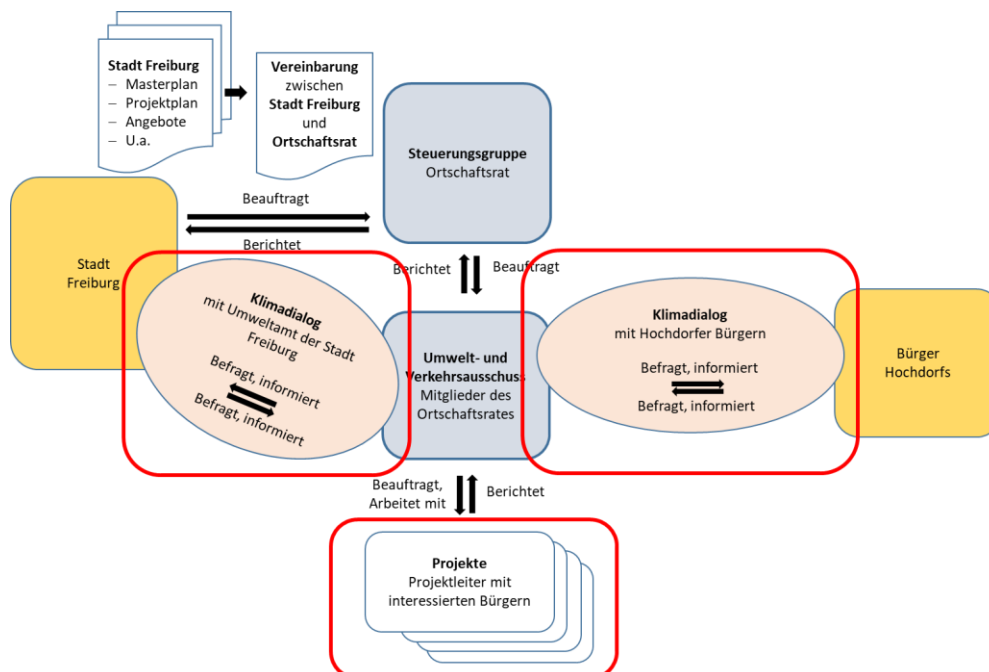 Stadt Freiburg
– Masterplan
– Projektplan
– Angebote
– U.a.
Vereinbarung
zwischen
Stadt Freiburg
und
Ortschaftsrat
Steuerungsgruppe
Ortschaftsrat
Beauftragt
Berichtet
Stadt
Freiburg
Berichtet
Beauftragt
Klimadialog
mit Umweltamt der Stadt
Freiburg
Befragt, informiert
Befragt, informiert
Umwelt- und
Verkehrsausschuss
Mitglieder des
Ortschaftsrates
Klimadialog
mit Hochdorfer Bürgern
Befragt, informiert
Befragt, informiert
Bürger
Hochdorfs
Beauftragt,
Arbeitet mit
Berichtet
Projekte
Projektleiter mit
interessierten Bürgern